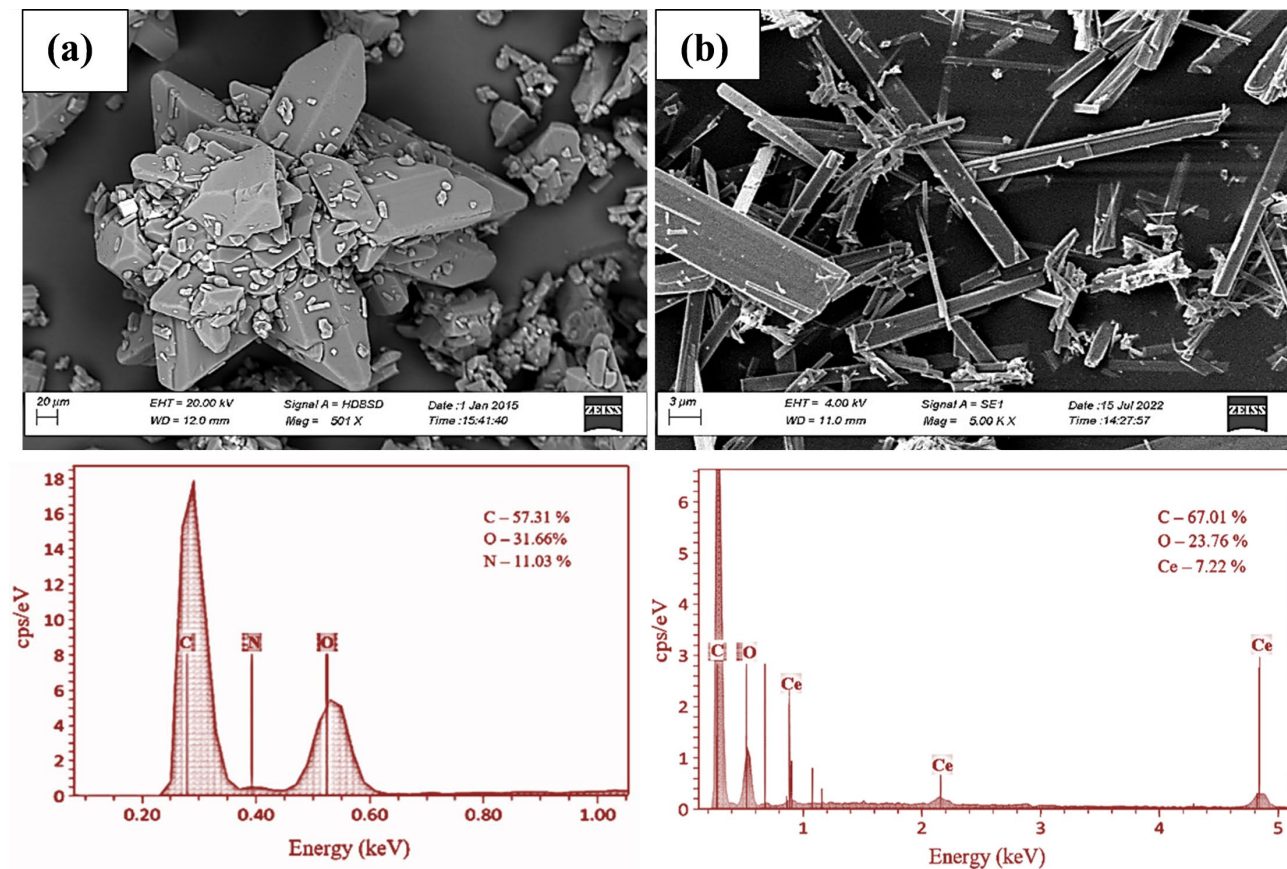 (a)
20 µm
EHT = 20.00 kV
WD = 12.0 mm
Signal A = HDBSD
Mag = 501 X
Date :1 Jan 2015
Time :15:41:40
ZEISS
(b)
3 µm
EHT = 4.00 kV
WD = 11.0 mm
Signal A = SE1
Mag = 5.00 K X
Date :15 Jul 2022
Time :14:27:57
ZEISS
18
16
14
12
10
8
6
4
2
0
cps/eV
C – 57.31 %
O – 31.66%
N – 11.03 %
C
N
O
0.20
0.40
0.60
0.80
1.00
Energy (keV)
6
5
4
3
2
1
0
cps/eV
C – 67.01 %
O – 23.76 %
Ce – 7.22 %
C
O
Ce
Ce
Ce
1
2
3
4
5
Energy (keV)